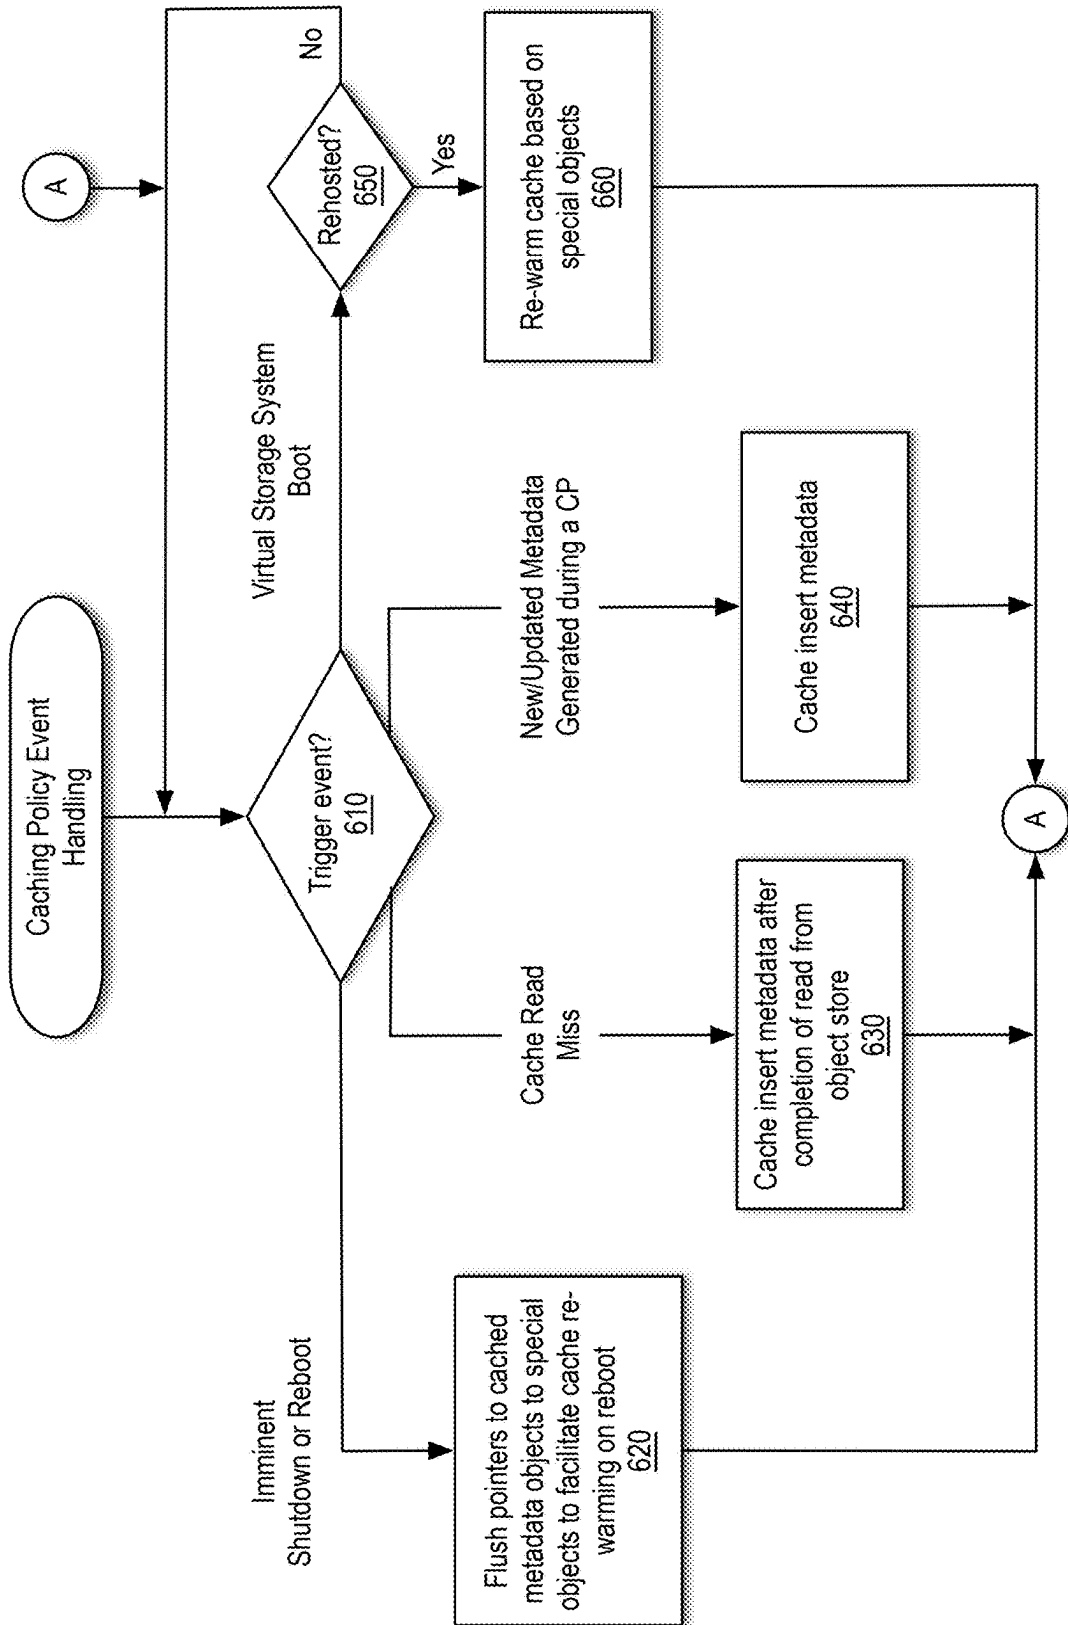 Caching Policy Event
Handling
A
Trigger event?
610
Imminent
Shutdown or Reboot
Cache Read
Miss
New/Updated Metadata
Generated during a CP
Virtual Storage System
Boot
Rehosted?
650
No
Yes
Flush pointers to cached
metadata objects to special
objects to facilitate cache re-
warming on reboot
620
Cache insert metadata after
completion of read from
object store
630
Cache insert metadata
640
Re-warm cache based on
special objects
660
A